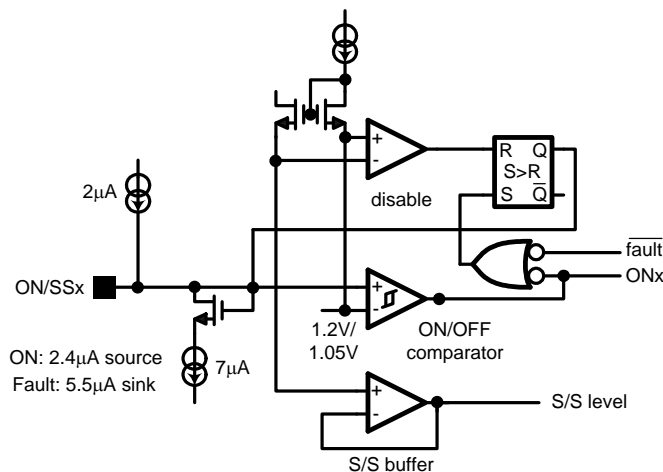 +
-
disable
R Q
S>R
S Q
2µA
ON/SSx
+
-
1.2V/
1.05V
ON/OFF
comparator
fault
ONx
ON: 2.4µA source
Fault: 5.5µA sink
7µA
+
-
S/S level
S/S buffer